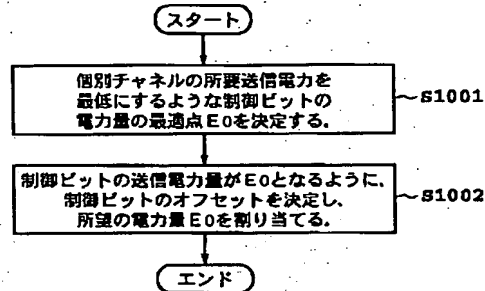 スタート
個別チャネルの所要送信電力を
最低にするような制御ビットの
電力量の最適点E0を決定する。
S1001
制御ビットの送信電力量がE0となるように、
制御ビットのオフセットを決定し、
所望の電力量E0を割り当てる。
S1002
エンド